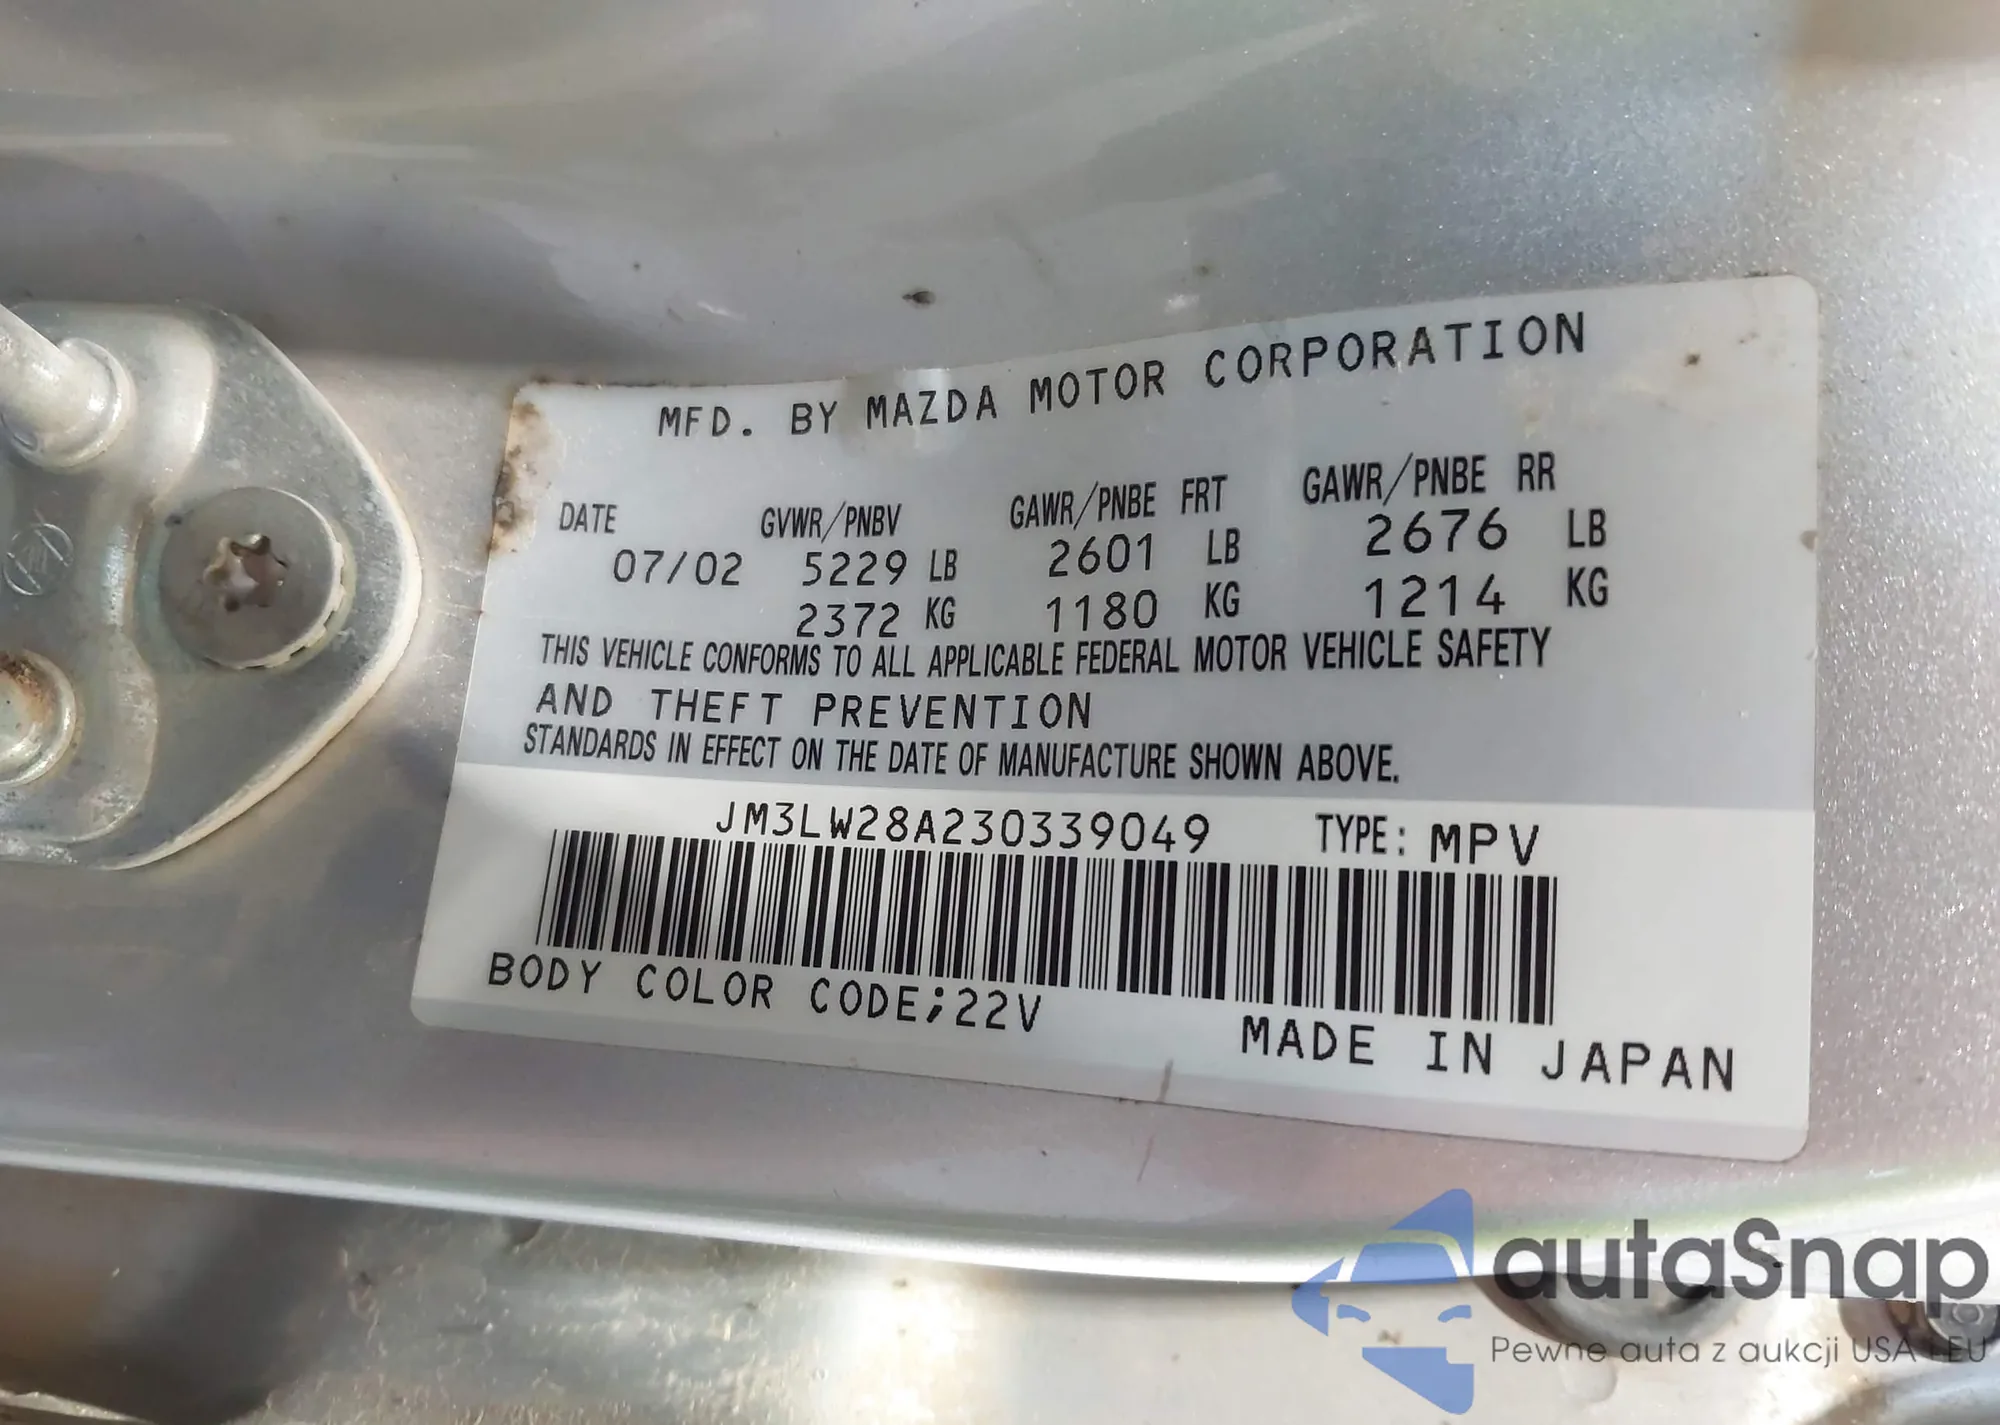 MFD. BY MAZDA MOTOR CORPORATION
DATE GVWR/PNBV GAWR/PNBE FRT GAWR/PNBE RR
07/02 5229 LB 2601 LB 2676 LB
2372 KG 1180 KG 1214 KG
THIS VEHICLE CONFORMS TO ALL APPLICABLE FEDERAL MOTOR VEHICLE SAFETY
AND THEFT PREVENTION
STANDARDS IN EFFECT ON THE DATE OF MANUFACTURE SHOWN ABOVE.
JM3LW28A230339049 TYPE: MPV
BODY COLOR CODE;22V
MADE IN JAPAN
autaSnap
Pewne auta z aukcji USA i EU